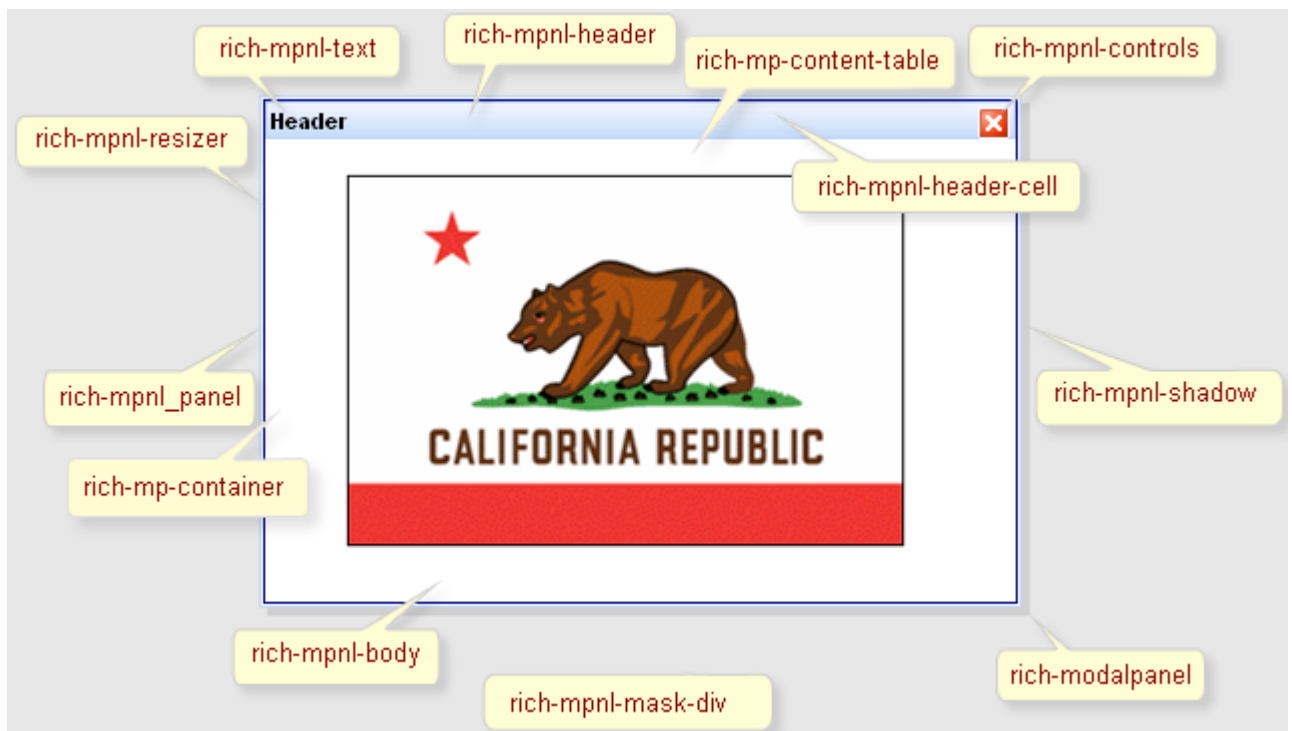 rich-mpnl-text
rich-mpnl-header
rich-mp-content-table
rich-mpnl-controls
Header
rich-mpnl-resizer
rich-mpnl-header-cell
CALIFORNIA REPUBLIC
rich-mpnl_panel
rich-mpnl-shadow
rich-mp-container
rich-mpnl-body
rich-modalpanel
rich-mpnl-mask-div